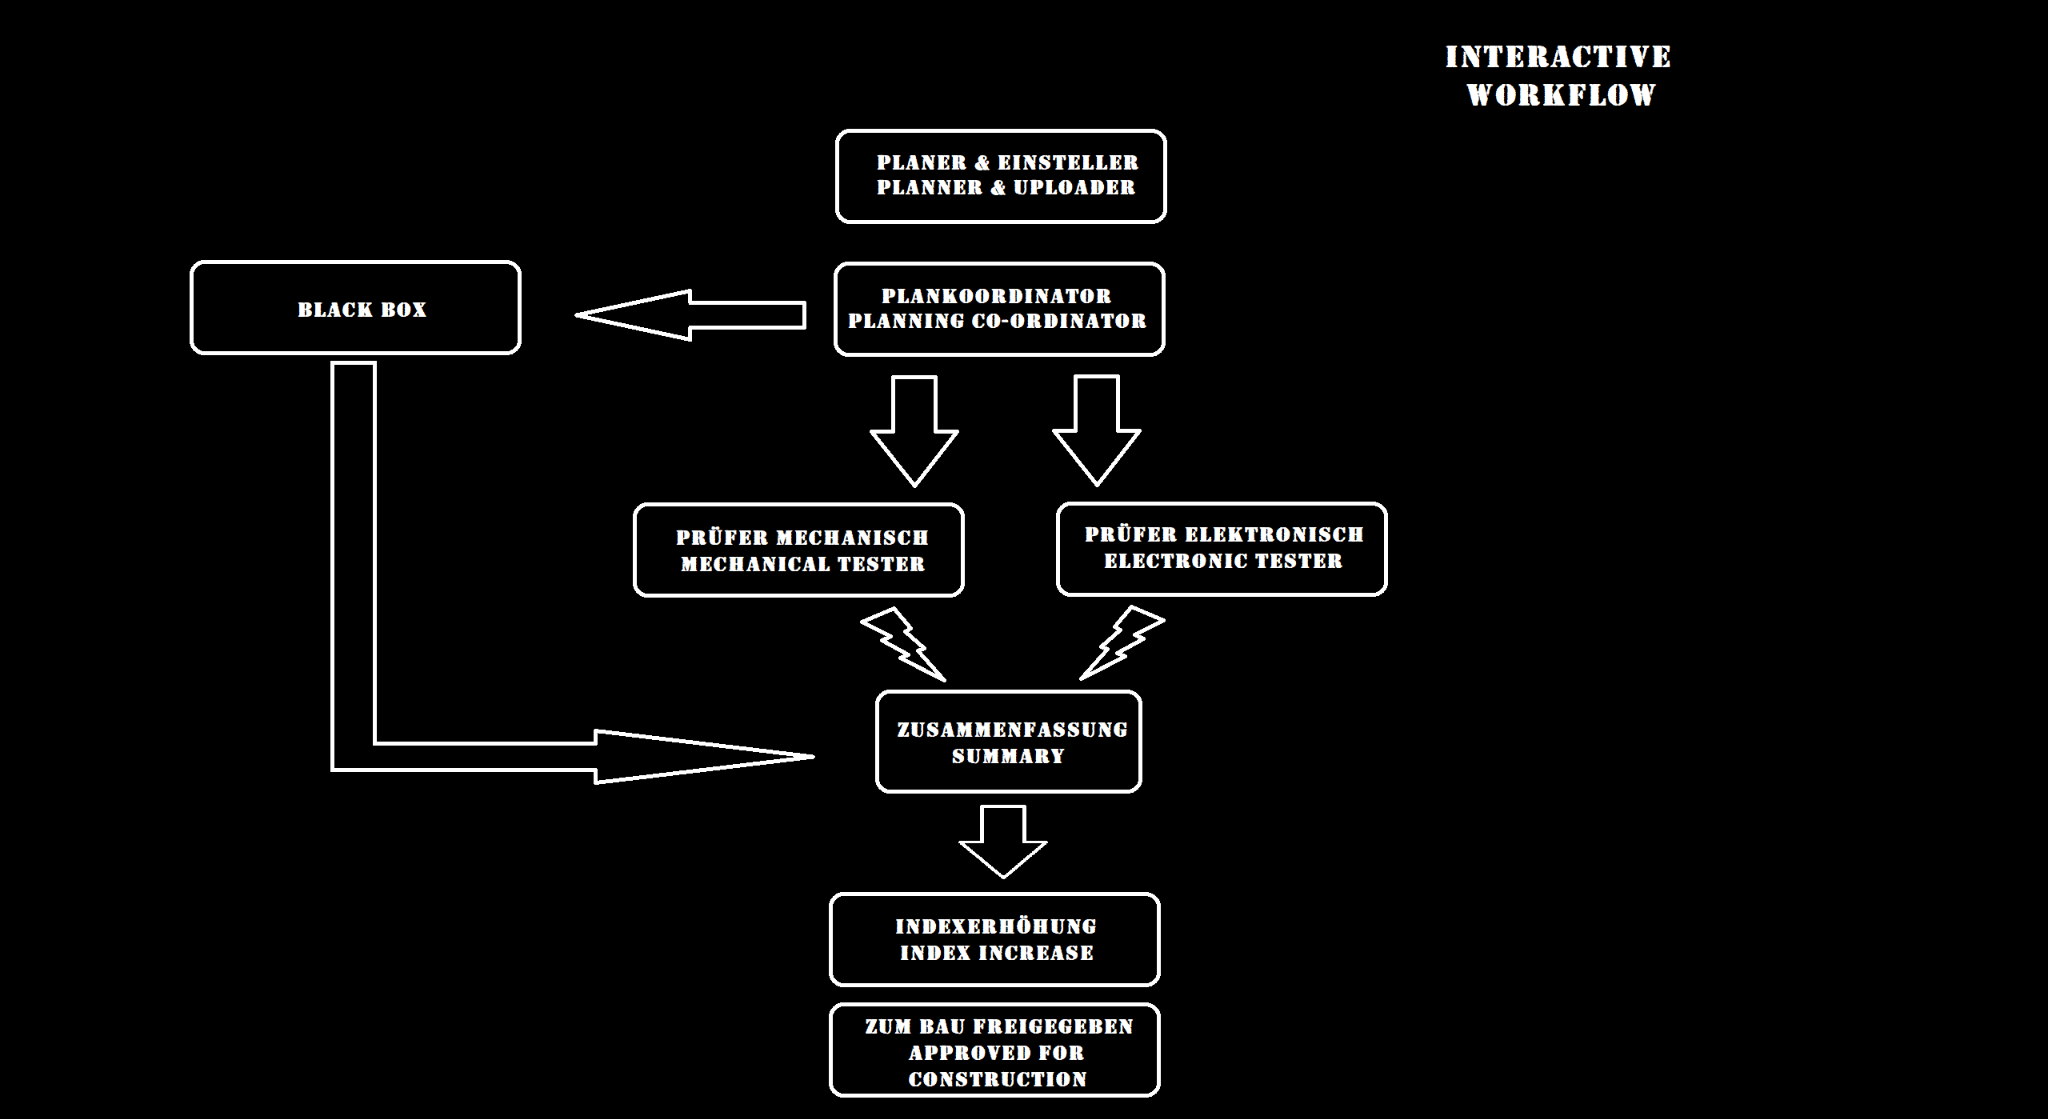 INTERACTIVE
WORKFLOW
PLANER & EINSTELLER
PLANNER & UPLOADER
BLACK BOX
PLANKOORDINATOR
PLANNING CO-ORDINATOR
PRÜFER MECHANISCH
MECHANICAL TESTER
PRÜFER ELEKTRONISCH
ELECTRONIC TESTER
ZUSAMMENFASSUNG
SUMMARY
INDEXERHÖHUNG
INDEX INCREASE
ZUM BAU FREIGEGEBEN
APPROVED FOR
CONSTRUCTION